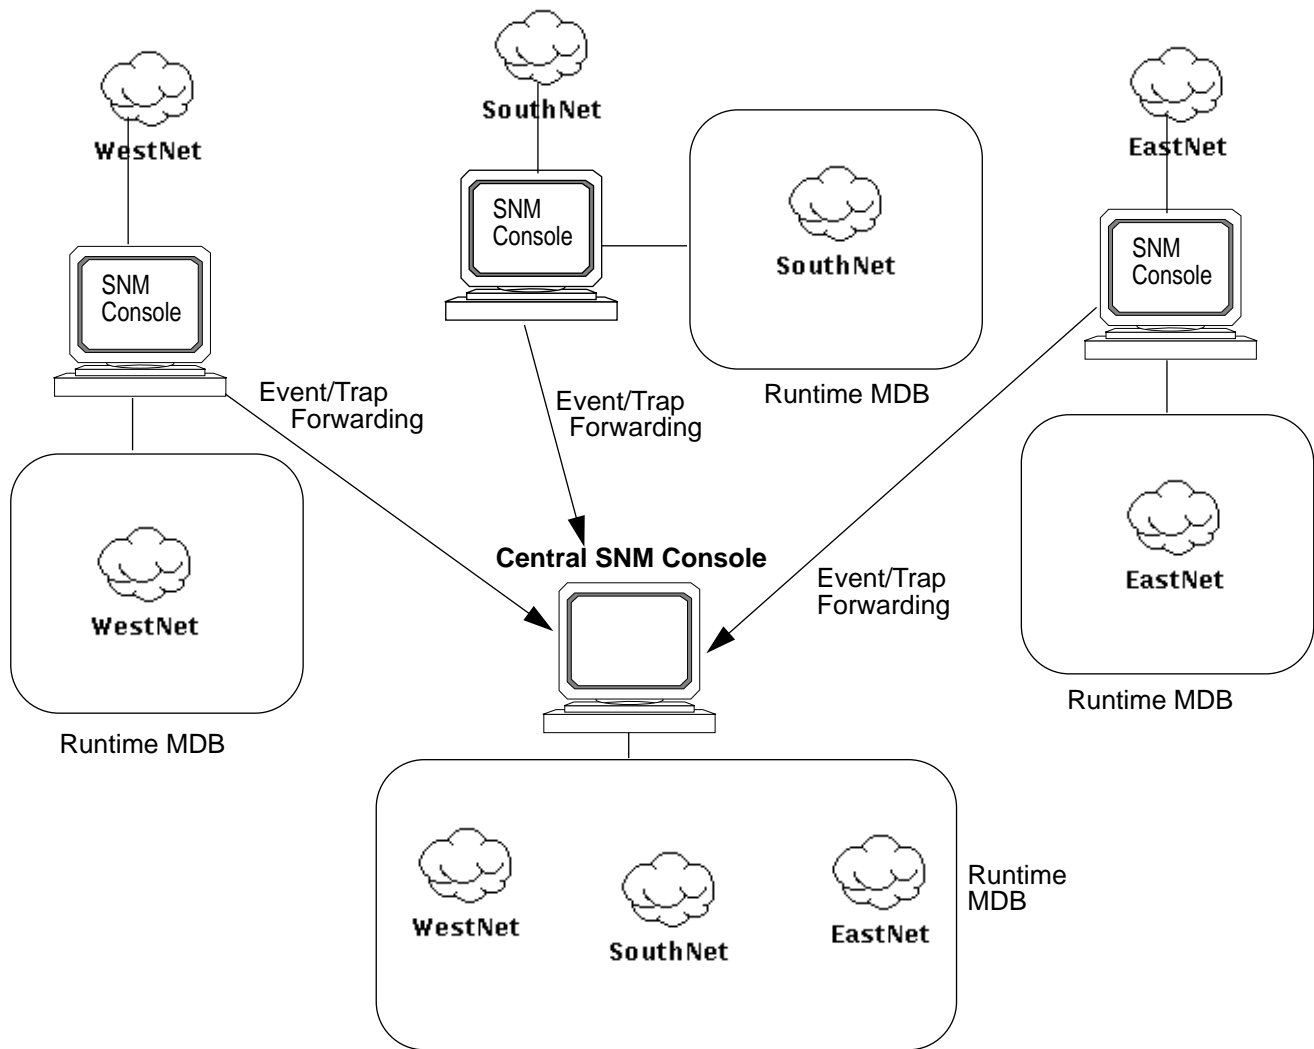 SouthNet
WestNet
EastNet
SNM
Console
SNM
Console
SNM
Console
SouthNet
Runtime MDB
Event/Trap
Forwarding
Event/Trap
Forwarding
WestNet
Runtime MDB
Central SNM Console
Event/Trap
Forwarding
EastNet
Runtime MDB
WestNet
SouthNet
EastNet
Runtime
MDB